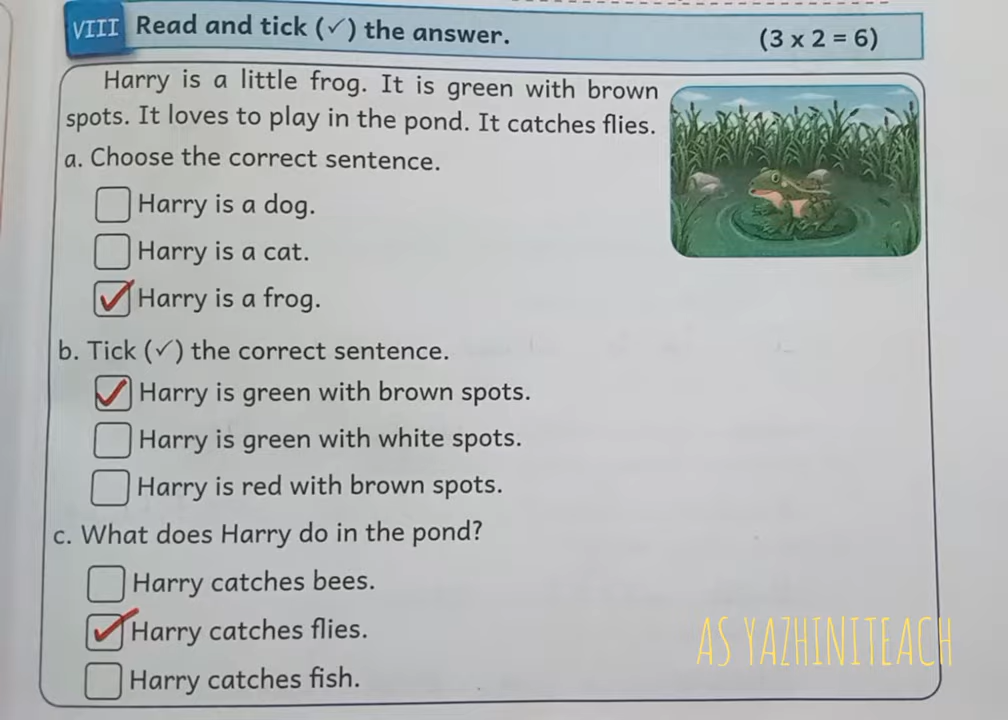 VIII Read and tick (✓) the answer. (3 x 2 = 6)
Harry is a little frog. It is green with brown
spots. It loves to play in the pond. It catches flies.
a. Choose the correct sentence.
Harry is a dog.
Harry is a cat.
✓ Harry is a frog.
b. Tick (✓) the correct sentence.
✓ Harry is green with brown spots.
Harry is green with white spots.
Harry is red with brown spots.
c. What does Harry do in the pond?
Harry catches bees.
✓ Harry catches flies.
Harry catches fish.
AS YAZHINITEACH